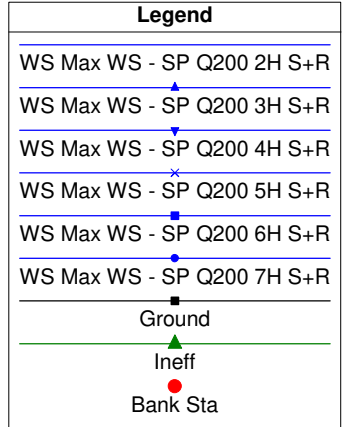 Legend
WS Max WS - SP Q200 2H S+R
WS Max WS - SP Q200 3H S+R
WS Max WS - SP Q200 4H S+R
WS Max WS - SP Q200 5H S+R
WS Max WS - SP Q200 6H S+R
WS Max WS - SP Q200 7H S+R
Ground
Ineff
Bank Sta